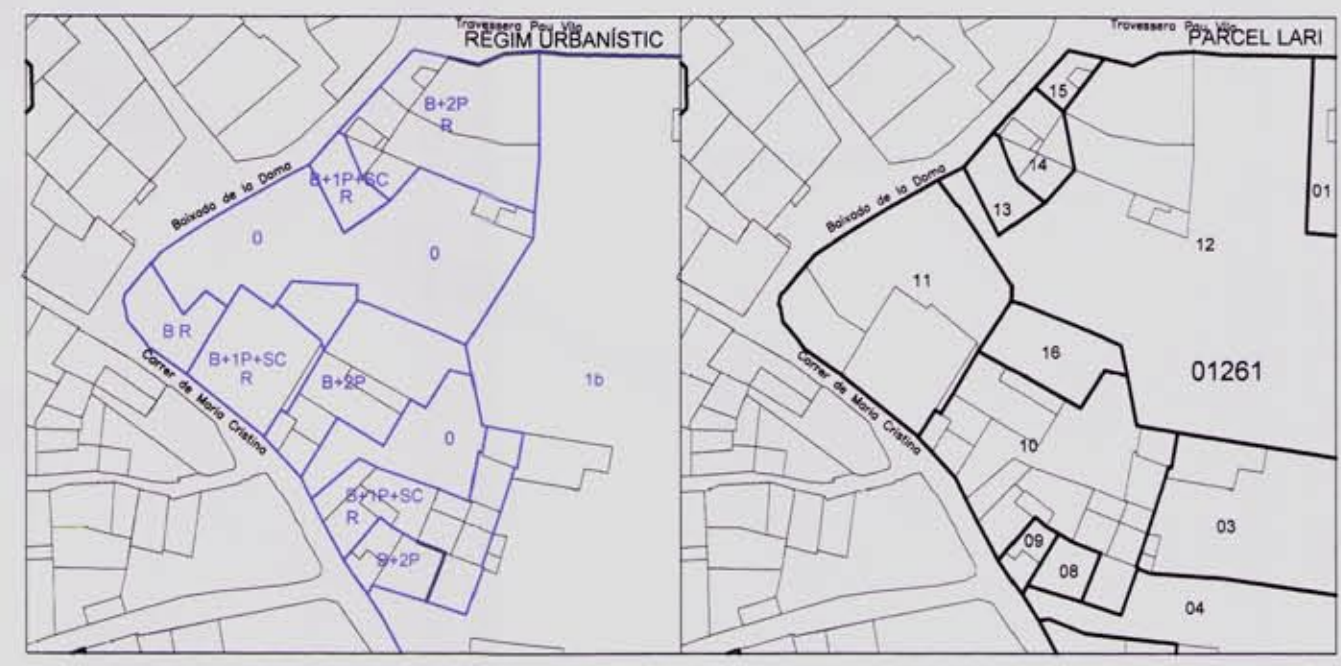 Travessera Pau Vila
REGIM URBANÍSTIC
B+2P
R
B+1P+SC
R
Baixada de la Doma
0
0
B R
B+1P+SC
R
B+2P
1b
Carrer de Maria Cristina
0
B+1P+SC
R
B+2P
Travessera Pau Vila
PARCEL LARI
15
14
01
13
Baixada de la Doma
12
11
16
01261
Carrer de Maria Cristina
10
03
09
08
04